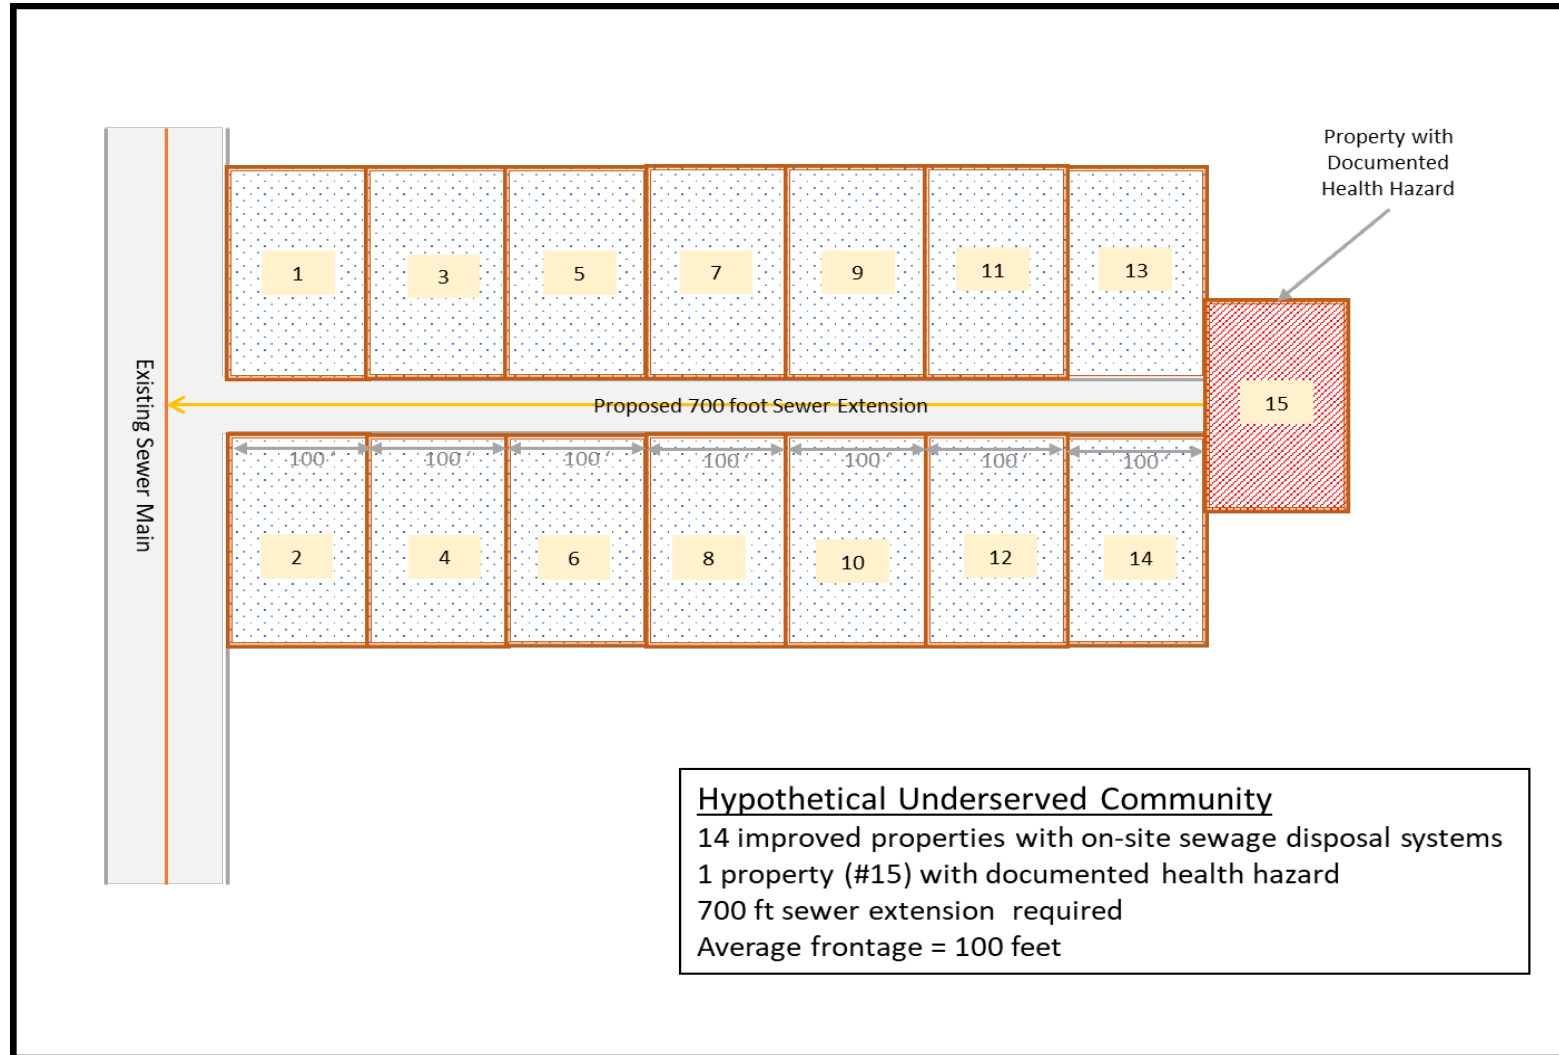 Property with
Documented
Health Hazard
1
3
5
7
9
11
13
15
Existing Sewer Main
Proposed 700 foot Sewer Extension
100´
100´
100´
100´
100´
100´
100´
2
4
6
8
10
12
14
Hypothetical Underserved Community
14 improved properties with on-site sewage disposal systems
1 property (#15) with documented health hazard
700 ft sewer extension required
Average frontage = 100 feet